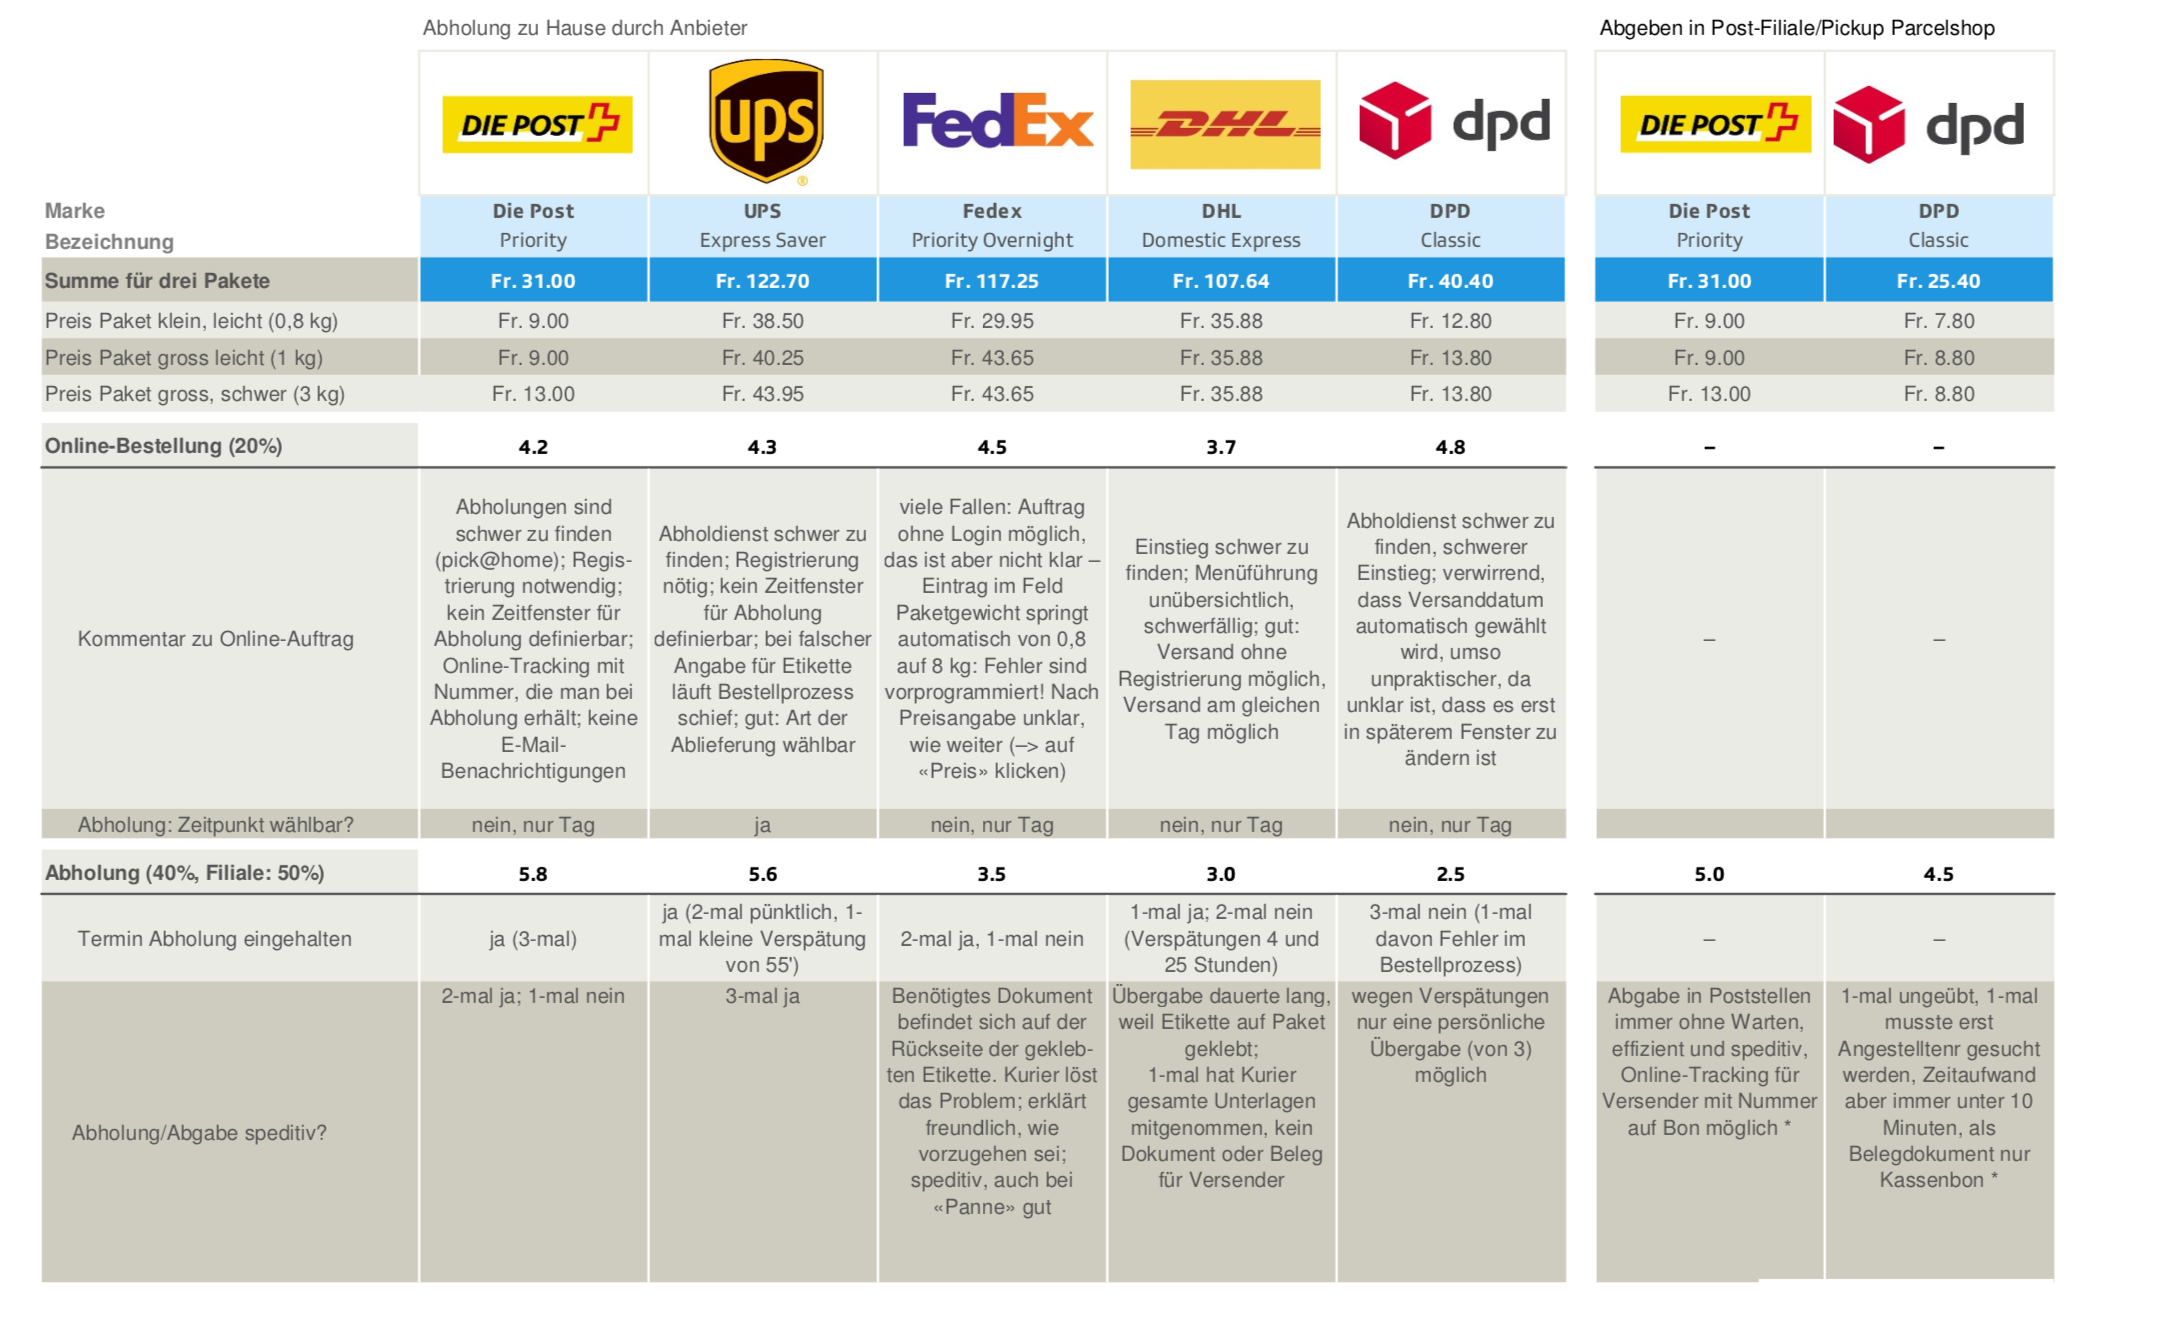 Abholung zu Hause durch Anbieter
Abgeben in Post-Filiale/Pickup Parcelshop
DIE POST
ups
®
FedEx
DHL
dpd
DIE POST
dpd
Marke
Die Post
UPS
Fedex
DHL
DPD
Die Post
DPD
Bezeichnung
Priority
Express Saver
Priority Overnight
Domestic Express
Classic
Priority
Classic
Summe für drei Pakete
Fr. 31.00
Fr. 122.70
Fr. 117.25
Fr. 107.64
Fr. 40.40
Fr. 31.00
Fr. 25.40
Preis Paket klein, leicht (0,8 kg)
Fr. 9.00
Fr. 38.50
Fr. 29.95
Fr. 35.88
Fr. 12.80
Fr. 9.00
Fr. 7.80
Preis Paket gross leicht (1 kg)
Fr. 9.00
Fr. 40.25
Fr. 43.65
Fr. 35.88
Fr. 13.80
Fr. 9.00
Fr. 8.80
Preis Paket gross, schwer (3 kg)
Fr. 13.00
Fr. 43.95
Fr. 43.65
Fr. 35.88
Fr. 13.80
Fr. 13.00
Fr. 8.80
Online-Bestellung (20%)
4.2
4.3
4.5
3.7
4.8
–
–
Kommentar zu Online-Auftrag
Abholungen sind
schwer zu finden
(pick@home); Regis-
trierung notwendig;
kein Zeitfenster für
Abholung definierbar;
Online-Tracking mit
Nummer, die man bei
Abholung erhält; keine
E-Mail-
Benachrichtigungen
Abholdienst schwer zu
finden; Registrierung
nötig; kein Zeitfenster
für Abholung
definierbar; bei falscher
Angabe für Etikette
läuft Bestellprozess
schief; gut: Art der
Ablieferung wählbar
viele Fallen: Auftrag
ohne Login möglich,
das ist aber nicht klar –
Eintrag im Feld
Paketgewicht springt
automatisch von 0,8
auf 8 kg: Fehler sind
vorprogrammiert! Nach
Preisangabe unklar,
wie weiter (–> auf
«Preis» klicken)
Einstieg schwer zu
finden; Menüführung
unübersichtlich,
schwerfällig; gut:
Versand ohne
Registrierung möglich,
Versand am gleichen
Tag möglich
Abholdienst schwer zu
finden, schwerer
Einstieg; verwirrend,
dass Versanddatum
automatisch gewählt
wird, umso
unpraktischer, da
unklar ist, dass es erst
in späterem Fenster zu
ändern ist
–
–
Abholung: Zeitpunkt wählbar?
nein, nur Tag
ja
nein, nur Tag
nein, nur Tag
nein, nur Tag
Abholung (40%, Filiale: 50%)
5.8
5.6
3.5
3.0
2.5
5.0
4.5
Termin Abholung eingehalten
ja (3-mal)
ja (2-mal pünktlich, 1-
mal kleine Verspätung
von 55')
2-mal ja, 1-mal nein
1-mal ja; 2-mal nein
(Verspätungen 4 und
25 Stunden)
3-mal nein (1-mal
davon Fehler im
Bestellprozess)
–
–
Abholung/Abgabe speditiv?
2-mal ja; 1-mal nein
3-mal ja
Benötigtes Dokument
befindet sich auf der
Rückseite der gekleb-
ten Etikette. Kurier löst
das Problem; erklärt
freundlich, wie
vorzugehen sei;
speditiv, auch bei
«Panne» gut
Übergabe dauerte lang,
weil Etikette auf Paket
geklebt;
1-mal hat Kurier
gesamte Unterlagen
mitgenommen, kein
Dokument oder Beleg
für Versender
wegen Verspätungen
nur eine persönliche
Übergabe (von 3)
möglich
Abgabe in Poststellen
immer ohne Warten,
effizient und speditiv,
Online-Tracking für
Versender mit Nummer
auf Bon möglich *
1-mal ungeübt, 1-mal
musste erst
Angestelltenr gesucht
werden, Zeitaufwand
aber immer unter 10
Minuten, als
Belegdokument nur
Kassenbon *